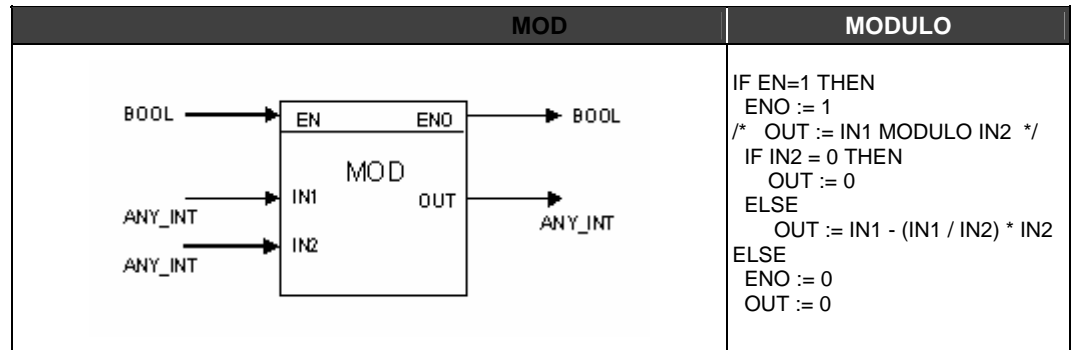 MOD
MODULO
BOOL
EN
ENO
BOOL
MOD
IN1
OUT
ANY_INT
ANY_INT
IN2
ANY_INT
IF EN=1 THEN
ENO := 1
/* OUT := IN1 MODULO IN2 */
IF IN2 = 0 THEN
OUT := 0
ELSE
OUT := IN1 - (IN1 / IN2) * IN2
ELSE
ENO := 0
OUT := 0